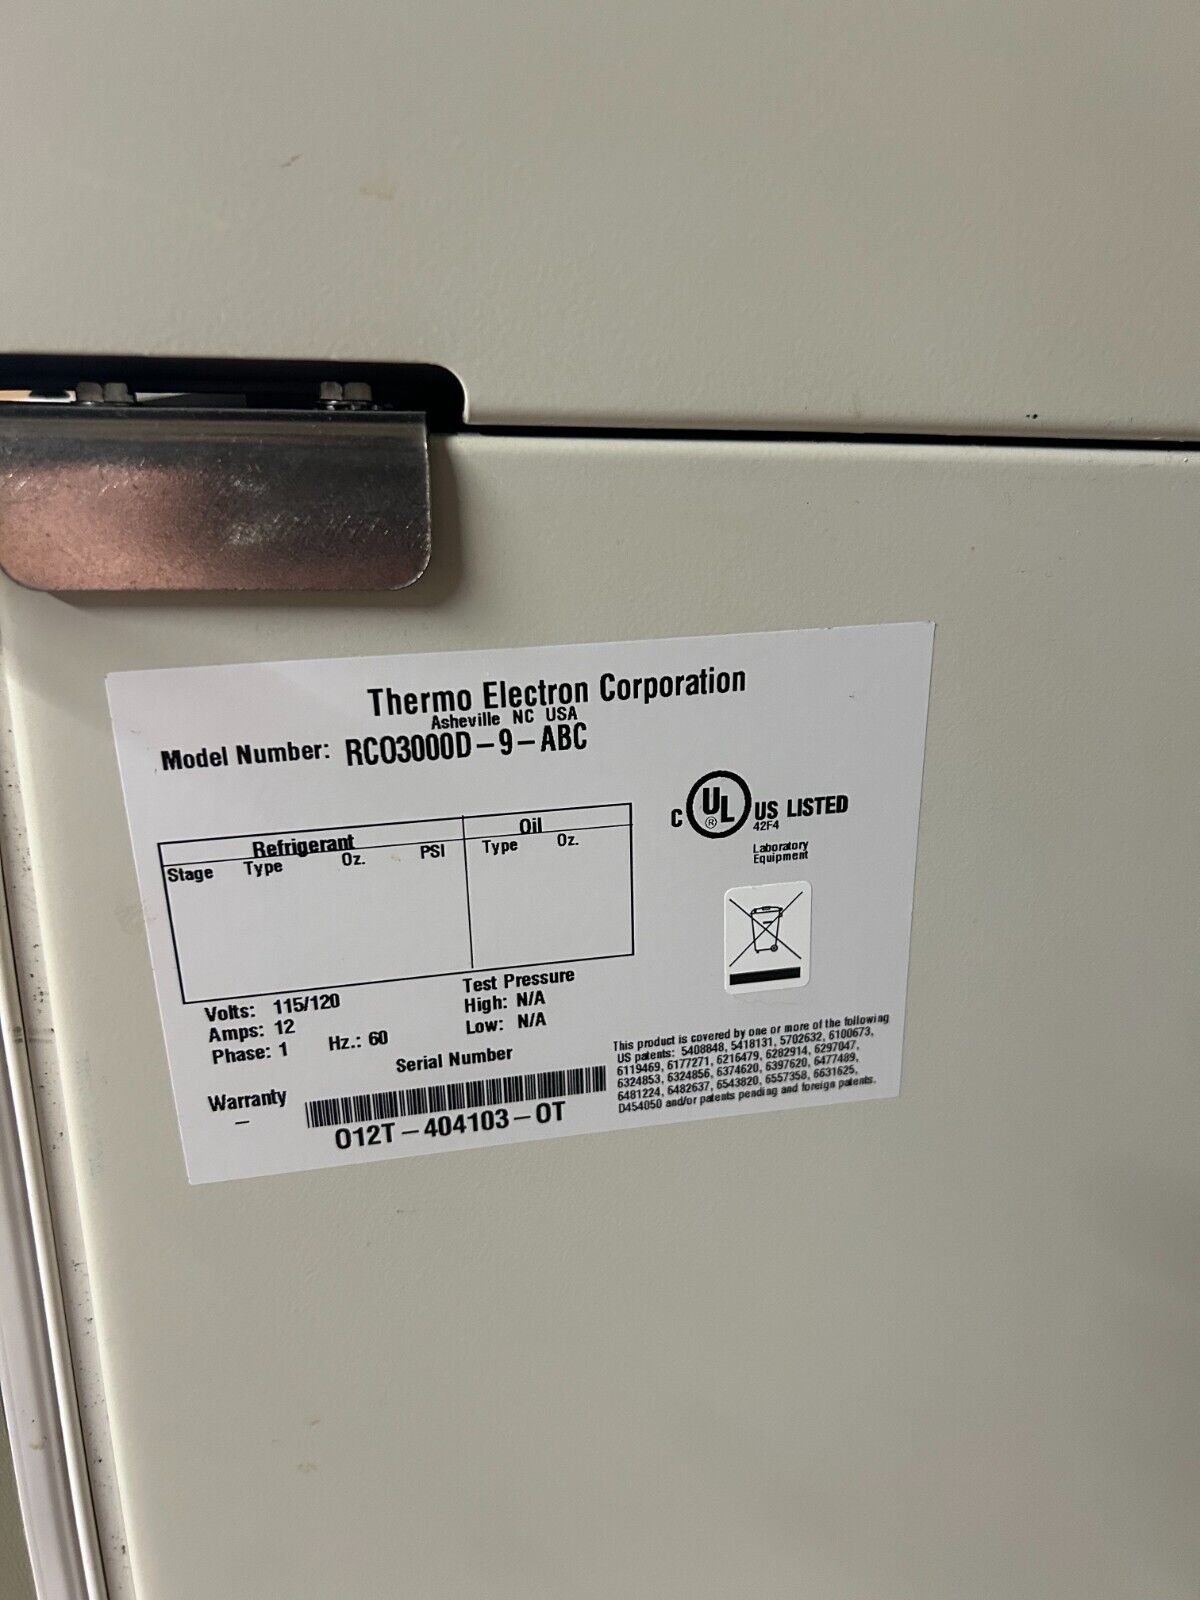 Thermo Electron Corporation
Asheville NC USA
Model Number: RCO3000D-9-ABC
Refrigerant
Oil
Stage Type Oz. PSI Type Oz.
C UL ® US LISTED
42F4
Laboratory
Equipment
Volts: 115/120
Amps: 12
Phase: 1 Hz.: 60
Test Pressure
High: N/A
Low: N/A
Serial Number
Warranty
-
012T-404103-0T
This product is covered by one or more of the following
US patents: 5408848, 5418131, 5702632, 6100673,
6119469, 6177271, 6216479, 6282914, 6297047,
6324853, 6324856, 6374620, 6397620, 6477489,
6481224, 6482637, 6543820, 6557358, 6631625,
D454050 and/or patents pending and foreign patents.